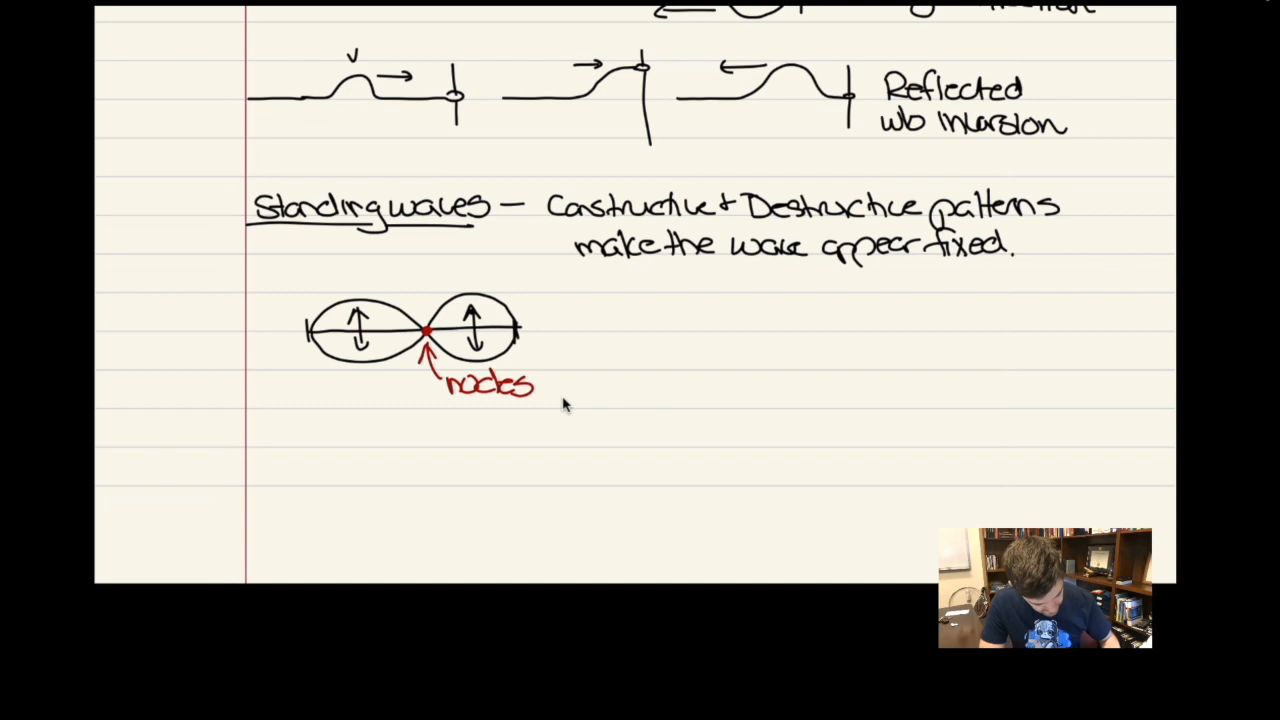 v
Reflected
w/o Inversion
Standing waves - Constructive + Destructive patterns
make the wave appear fixed.
nodes